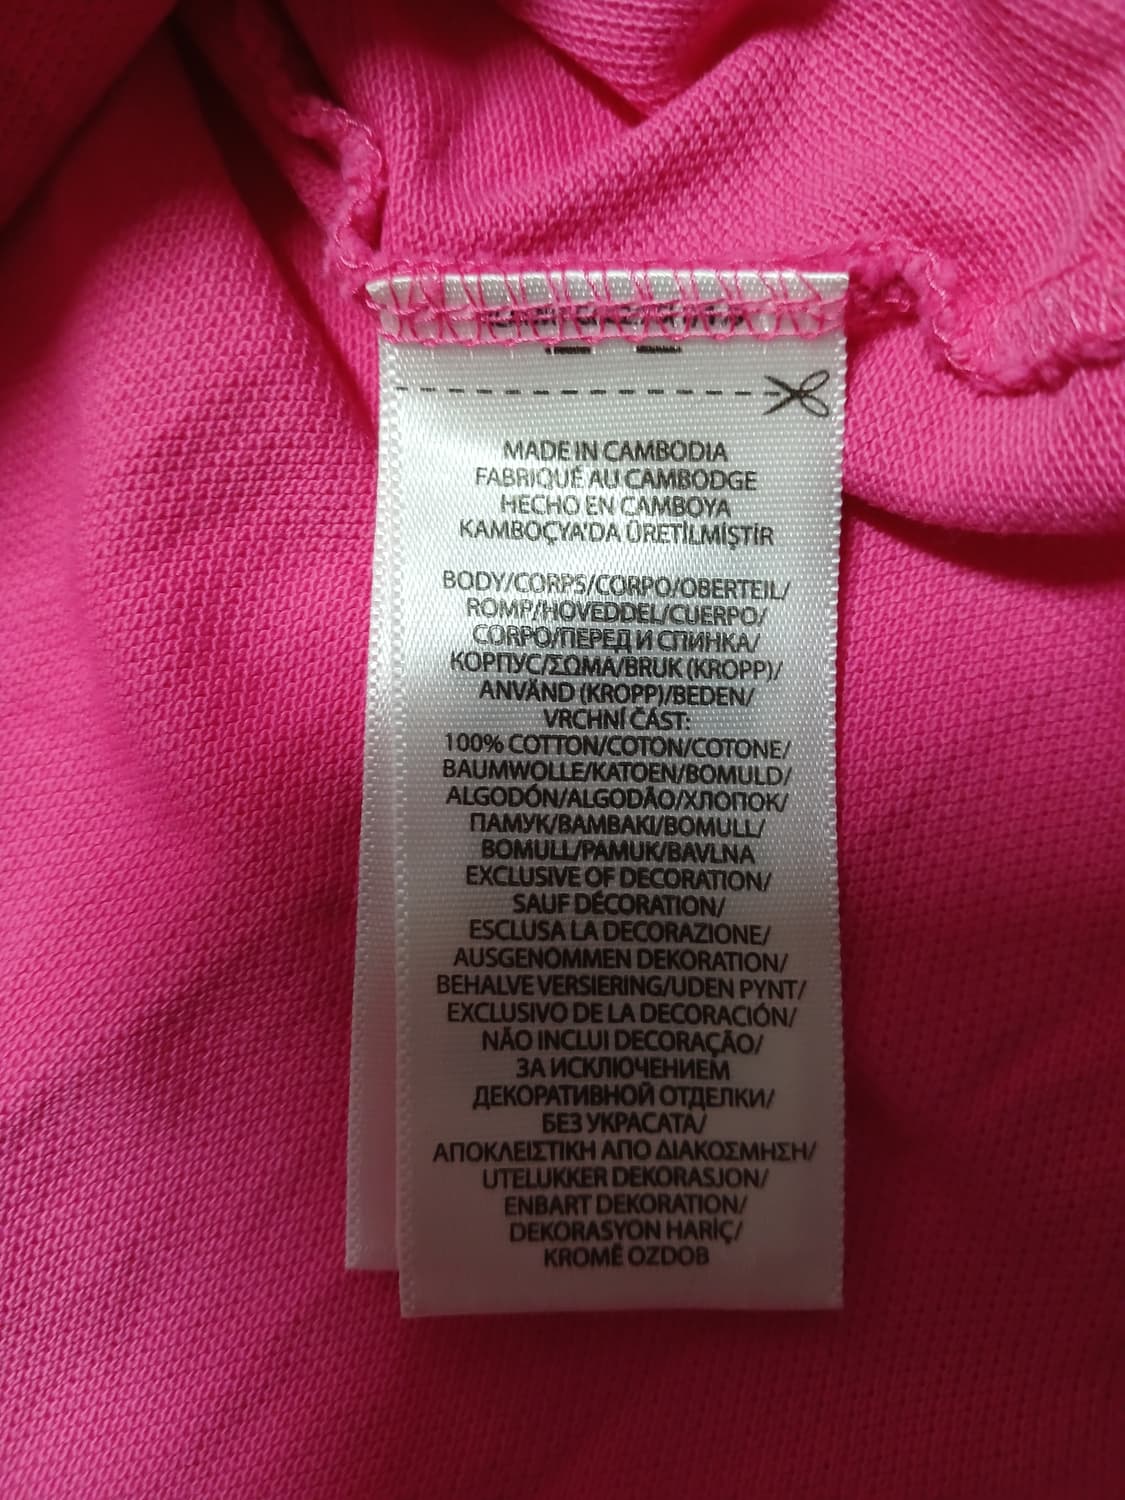 MADE IN CAMBODIA
FABRIQUÉ AU CAMBODGE
HECHO EN CAMBOYA
KAMBOÇYA'DA ÜRETİLMİŞTİR
BODY/CORPS/CORPO/OBERTEIL/
ROMP/HOVEDDEL/CUERPO/
CORPO/ПЕРЕД И СПИНКА/
КОРПУС/ΣΩΜΑ/BRUK (KROPP)/
ANVÄND (KROPP)/BEDEN/
VRCHNÍ ČÁST:
100% COTTON/COTON/COTONE/
BAUMWOLLE/KATOEN/BOMULD/
ALGODÓN/ALGODÃO/ХЛОПОК/
ПАМУК/ΒΑΜΒΑΚΙ/BOMULL/
BOMULL/PAMUK/BAVLNA
EXCLUSIVE OF DECORATION/
SAUF DÉCORATION/
ESCLUSA LA DECORAZIONE/
AUSGENOMMEN DEKORATION/
BEHALVE VERSIERING/UDEN PYNT/
EXCLUSIVO DE LA DECORACIÓN/
NÃO INCLUI DECORAÇÃO/
ЗА ИСКЛЮЧЕНИЕМ
ДЕКОРАТИВНОЙ ОТДЕЛКИ/
БЕЗ УКРАСАТА/
ΑΠΟΚΛΕΙΣΤΙΚΗ ΑΠΟ ΔΙΑΚΟΣΜΗΣΗ/
UTELUKKER DEKORASJON/
ENBART DEKORATION/
DEKORASYON HARİÇ/
KROMĚ OZDOB